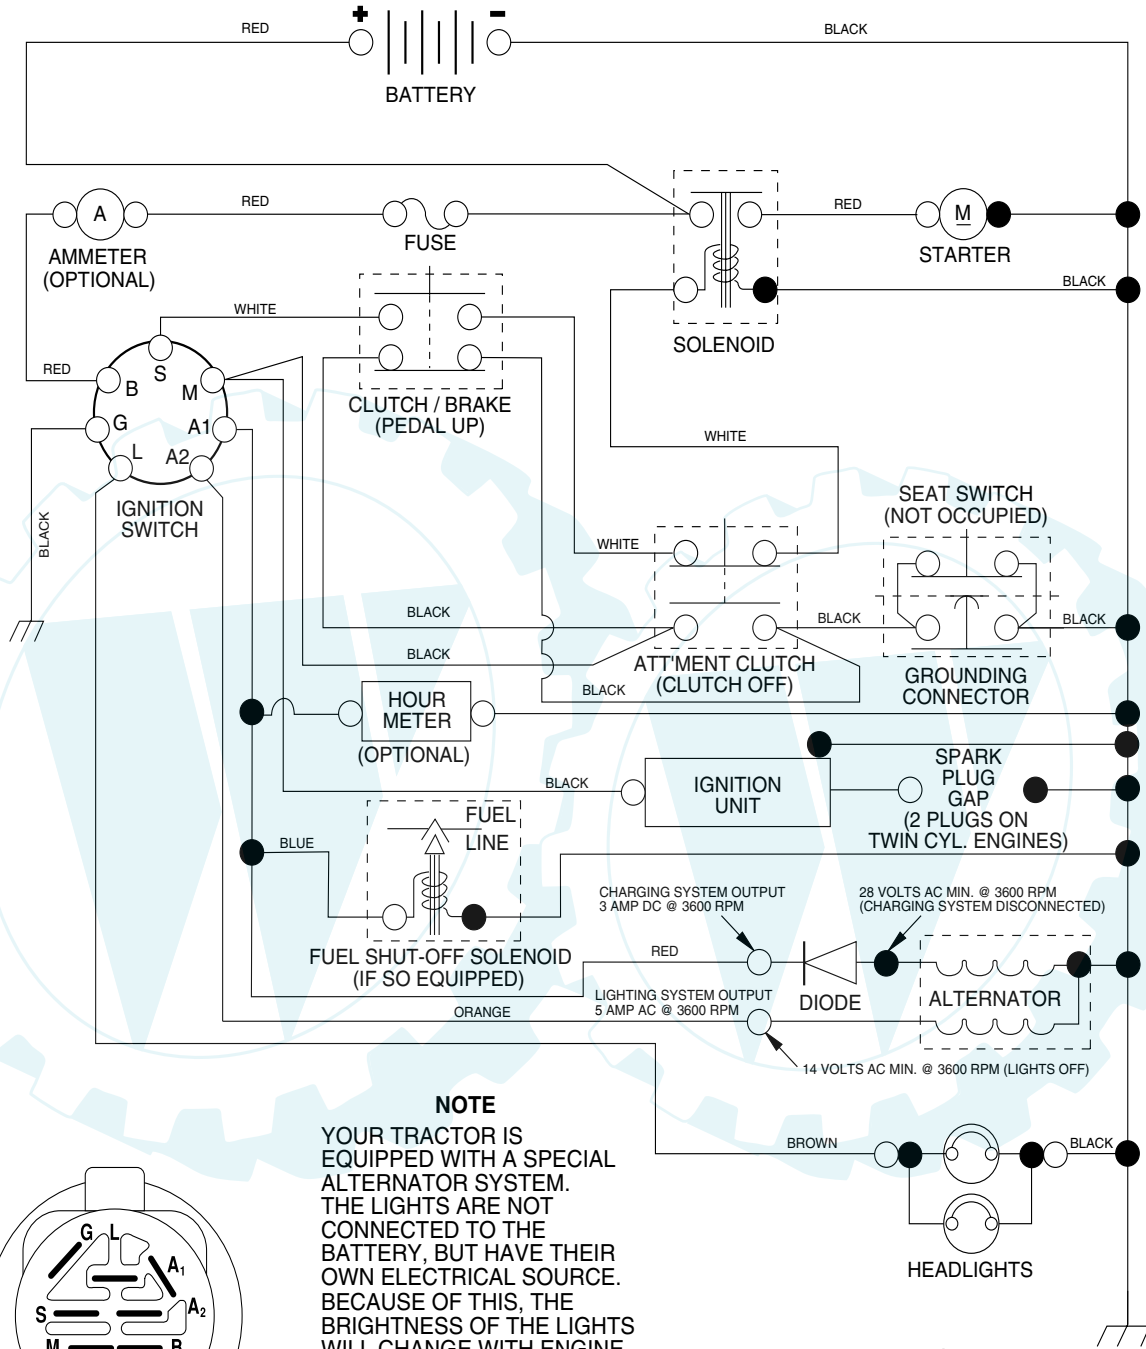 + -
RED
BLACK
BATTERY
A
RED
FUSE
RED
M
AMMETER
(OPTIONAL)
STARTER
BLACK
SOLENOID
WHITE
RED
B
S
M
G
A1
L
A2
IGNITION
SWITCH
BLACK
CLUTCH / BRAKE
(PEDAL UP)
WHITE
SEAT SWITCH
(NOT OCCUPIED)
WHITE
BLACK
BLACK
BLACK
BLACK
ATT'MENT CLUTCH
(CLUTCH OFF)
BLACK
GROUNDING
CONNECTOR
HOUR
METER
(OPTIONAL)
BLACK
IGNITION
UNIT
SPARK
PLUG
GAP
(2 PLUGS ON
TWIN CYL. ENGINES)
BLUE
FUEL
LINE
FUEL SHUT-OFF SOLENOID
(IF SO EQUIPPED)
CHARGING SYSTEM OUTPUT
3 AMP DC @ 3600 RPM
28 VOLTS AC MIN. @ 3600 RPM
(CHARGING SYSTEM DISCONNECTED)
RED
DIODE
ALTERNATOR
LIGHTING SYSTEM OUTPUT
5 AMP AC @ 3600 RPM
ORANGE
14 VOLTS AC MIN. @ 3600 RPM (LIGHTS OFF)
BROWN
BLACK
HEADLIGHTS
NOTE
YOUR TRACTOR IS
EQUIPPED WITH A SPECIAL
ALTERNATOR SYSTEM.
THE LIGHTS ARE NOT
CONNECTED TO THE
BATTERY, BUT HAVE THEIR
OWN ELECTRICAL SOURCE.
BECAUSE OF THIS, THE
BRIGHTNESS OF THE LIGHTS
WILL CHANGE WITH ENGINE
G L
A1
S
A2
M
B